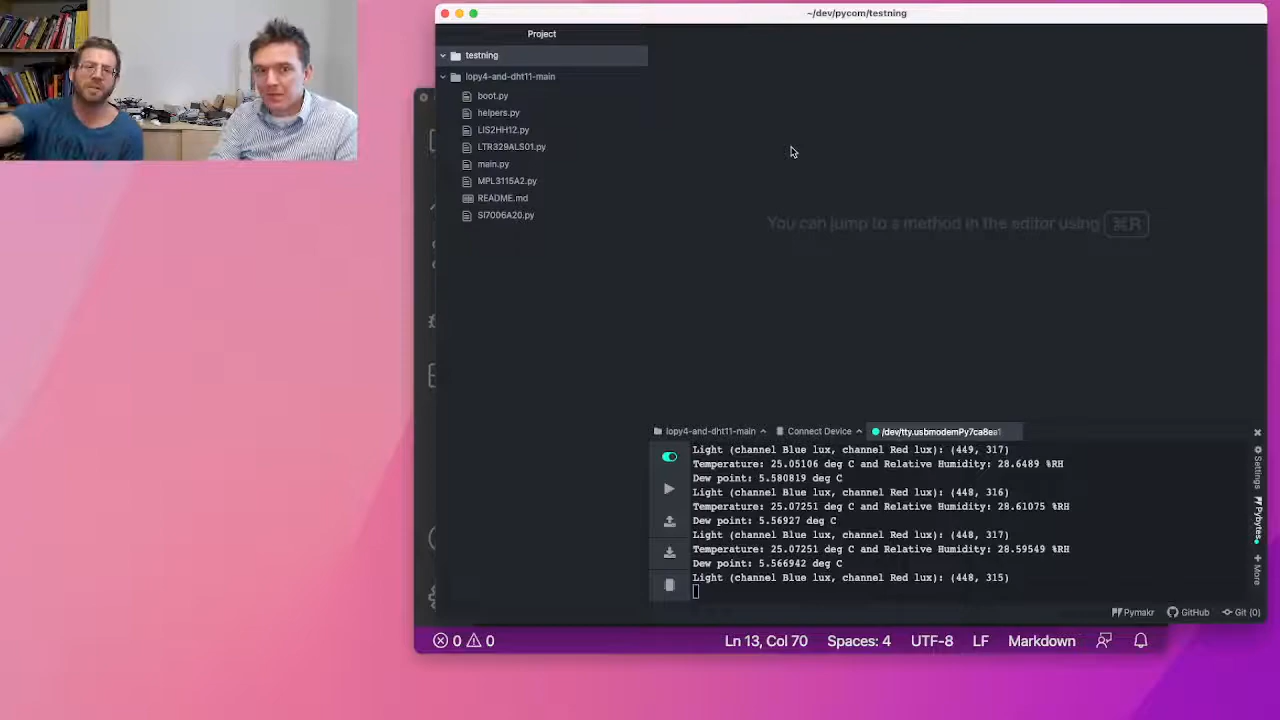 ~/dev/pycom/testning
Project
testning
lopy4-and-dht11-main
boot.py
helpers.py
LIS2HH12.py
LTR329ALS01.py
main.py
MPL3115A2.py
README.md
SI7006A20.py
You can jump to a method in the editor using ⌘R
lopy4-and-dht11-main
Connect Device
/dev/tty.usbmodemPy7ca8ea1
Light (channel Blue lux, channel Red lux): (449, 317)
Temperature: 25.05106 deg C and Relative Humidity: 28.6489 %RH
Dew point: 5.580819 deg C
Light (channel Blue lux, channel Red lux): (448, 316)
Temperature: 25.07251 deg C and Relative Humidity: 28.61075 %RH
Dew point: 5.56927 deg C
Light (channel Blue lux, channel Red lux): (448, 317)
Temperature: 25.07251 deg C and Relative Humidity: 28.59549 %RH
Dew point: 5.566942 deg C
Light (channel Blue lux, channel Red lux): (448, 315)
Settings
Pybytes
+ More
Pymakr
GitHub
Git (0)
0
0
Ln 13, Col 70
Spaces: 4
UTF-8
LF
Markdown